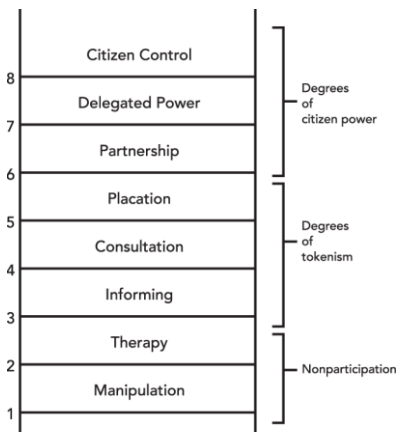 Citizen Control
8
Delegated Power
7
Partnership
6
Placation
5
Consultation
4
Informing
3
Therapy
2
Manipulation
1
Degrees
of
citizen power
Degrees
of
tokenism
Nonparticipation